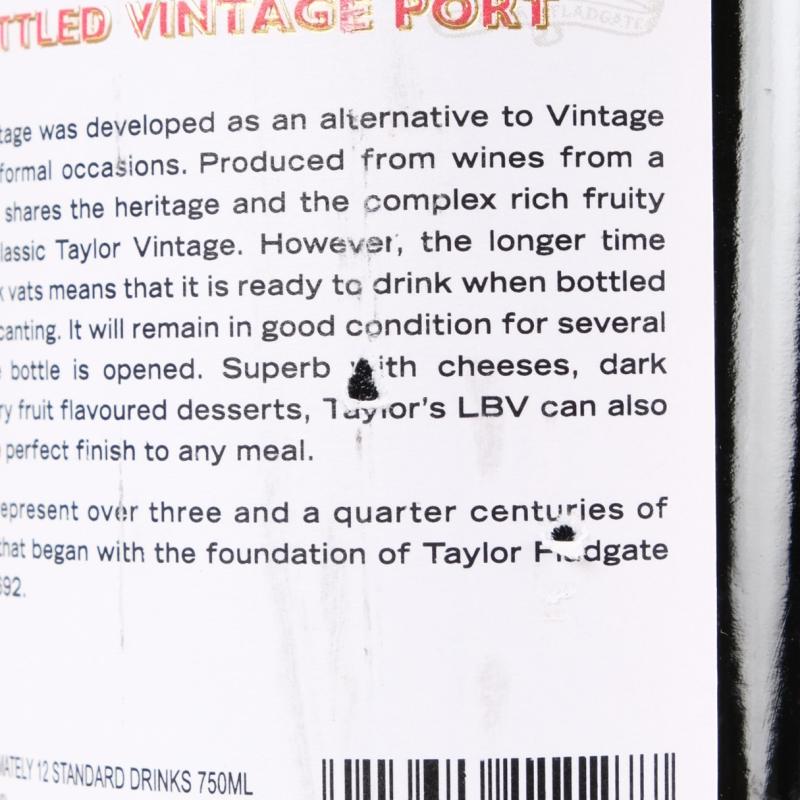 TTLED VINTAGE PORT
LADGATE
tage was developed as an alternative to Vintage
formal occasions. Produced from wines from a
shares the heritage and the complex rich fruity
lassic Taylor Vintage. However, the longer time
k vats means that it is ready to drink when bottled
canting. It will remain in good condition for several
bottle is opened. Superb with cheeses, dark
ry fruit flavoured desserts, Taylor's LBV can also
perfect finish to any meal.
epresent over three and a quarter centuries of
that began with the foundation of Taylor Fladgate
692.
MATELY 12 STANDARD DRINKS 750ML